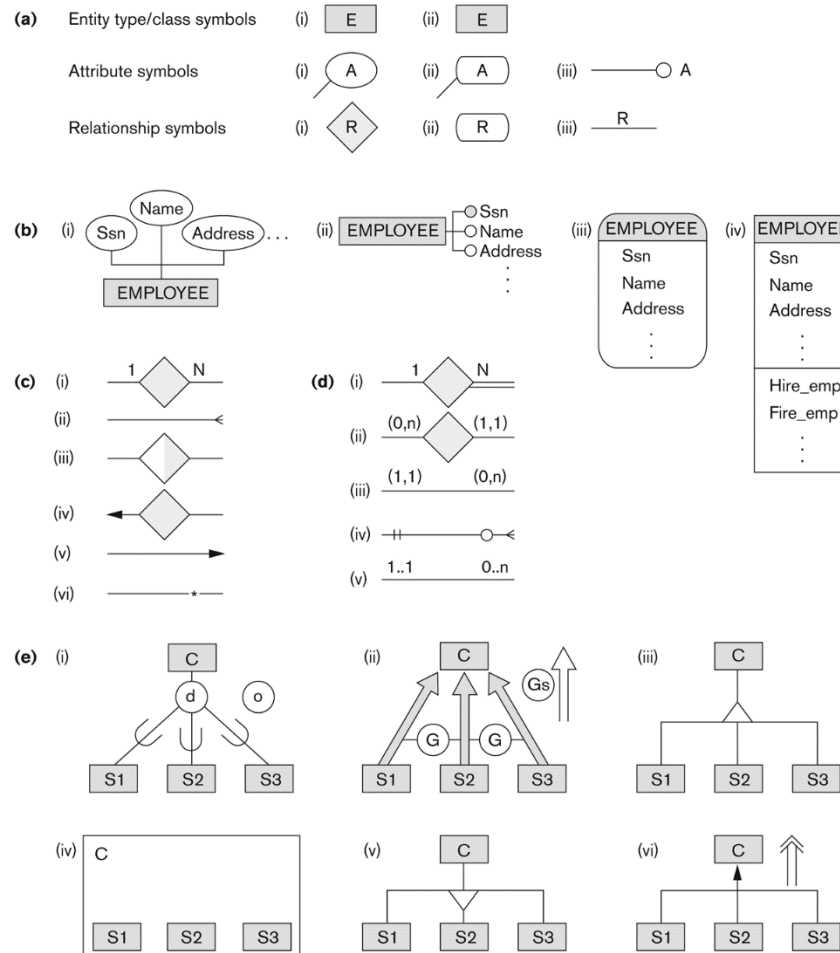 (a) Entity type/class symbols (i) E (ii) E
Attribute symbols (i) A (ii) A (iii) A
Relationship symbols (i) R (ii) R (iii) R
(b) (i) Ssn Name Address . . .
EMPLOYEE
(ii) EMPLOYEE Ssn
Name
Address
(iii) EMPLOYEE
Ssn
Name
Address
(iv) EMPLOYEE
Ssn
Name
Address
Hire_emp
Fire_emp
(c) (i) 1 N
(ii)
(iii)
(iv)
(v)
(vi) *
(d) (i) 1 N
(ii) (0,n) (1,1)
(iii) (1,1) (0,n)
(iv)
(v) 1..1 0..n
(e) (i) C
d o
S1 S2 S3
(ii) C
Gs
G G
S1 S2 S3
(iii) C
S1 S2 S3
(iv) C
S1 S2 S3
(v) C
S1 S2 S3
(vi) C
S1 S2 S3